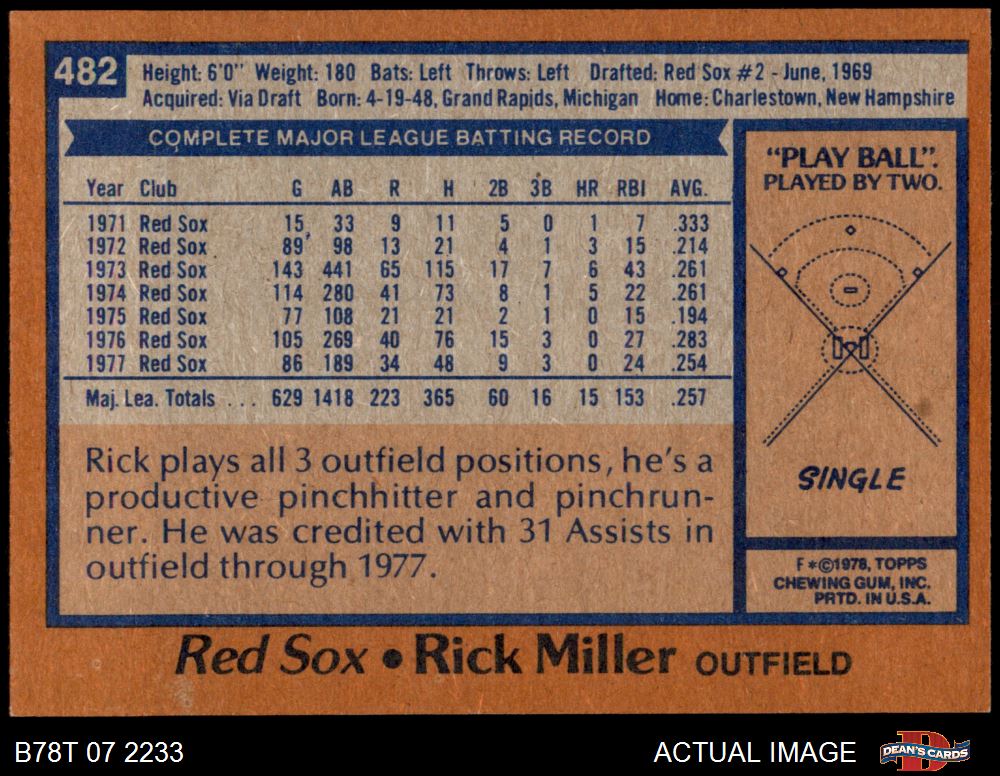 482
Height: 6'0" Weight: 180 Bats: Left Throws: Left Drafted: Red Sox #2 - June, 1969
Acquired: Via Draft Born: 4-19-48, Grand Rapids, Michigan Home: Charlestown, New Hampshire
COMPLETE MAJOR LEAGUE BATTING RECORD
Year Club G AB R H 2B 3B HR RBI AVG.
1971 Red Sox 15 33 9 11 5 0 1 7 .333
1972 Red Sox 89 98 13 21 4 1 3 15 .214
1973 Red Sox 143 441 65 115 17 7 6 43 .261
1974 Red Sox 114 280 41 73 8 1 5 22 .261
1975 Red Sox 77 108 21 21 2 1 0 15 .194
1976 Red Sox 105 269 40 76 15 3 0 27 .283
1977 Red Sox 86 189 34 48 9 3 0 24 .254
Maj. Lea. Totals ... 629 1418 223 365 60 16 15 153 .257
Rick plays all 3 outfield positions, he's a
productive pinchhitter and pinchrun-
ner. He was credited with 31 Assists in
outfield through 1977.
"PLAY BALL".
PLAYED BY TWO.
SINGLE
F*©1978, TOPPS
CHEWING GUM, INC.
PRTD. IN U.S.A.
Red Sox • Rick Miller OUTFIELD
B78T 07 2233
ACTUAL IMAGE
D
DEAN'S CARDS